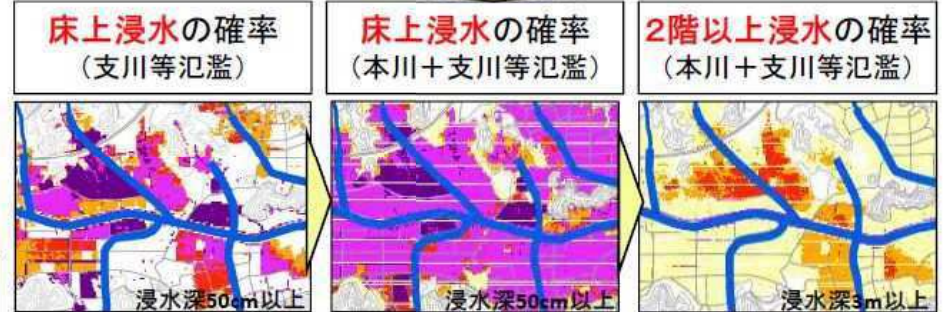 床上浸水の確率
（支川等氾濫）
床上浸水の確率
（本川＋支川等氾濫）
2階以上浸水の確率
（本川＋支川等氾濫）
浸水深50cm以上
浸水深50cm以上
浸水深3m以上